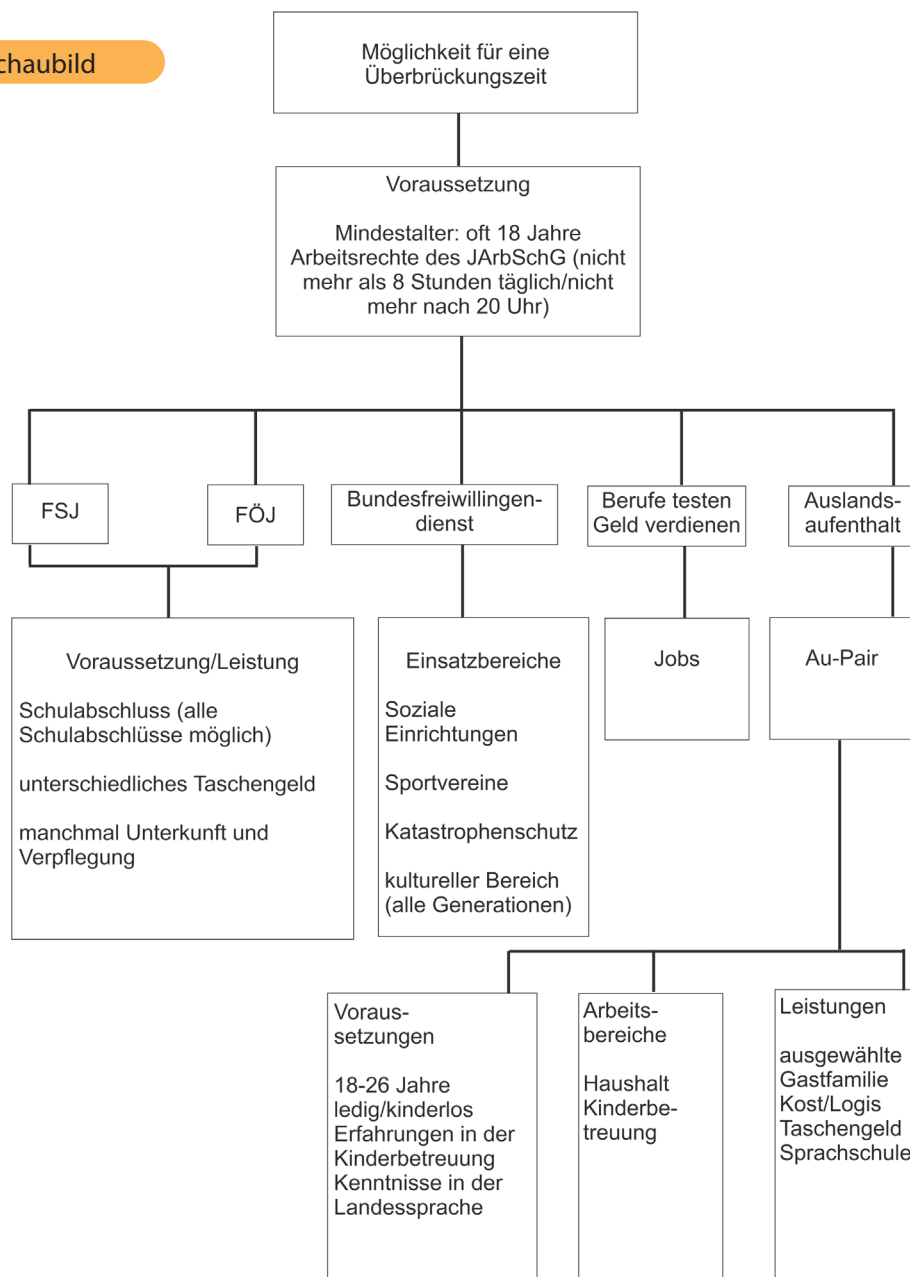 chaubild
Möglichkeit für eine
Überbrückungszeit
Voraussetzung
Mindestalter: oft 18 Jahre
Arbeitsrechte des JArbSchG (nicht
mehr als 8 Stunden täglich/nicht
mehr nach 20 Uhr)
FSJ
FÖJ
Bundesfreiwillingen-
dienst
Berufe testen
Geld verdienen
Auslands-
aufenthalt
Voraussetzung/Leistung
Schulabschluss (alle
Schulabschlüsse möglich)
unterschiedliches Taschengeld
manchmal Unterkunft und
Verpflegung
Einsatzbereiche
Soziale
Einrichtungen
Sportvereine
Katastrophenschutz
kultureller Bereich
(alle Generationen)
Jobs
Au-Pair
Voraus-
setzungen
18-26 Jahre
ledig/kinderlos
Erfahrungen in der
Kinderbetreuung
Kenntnisse in der
Landessprache
Arbeits-
bereiche
Haushalt
Kinderbe-
treuung
Leistungen
ausgewählte
Gastfamilie
Kost/Logis
Taschengeld
Sprachschule